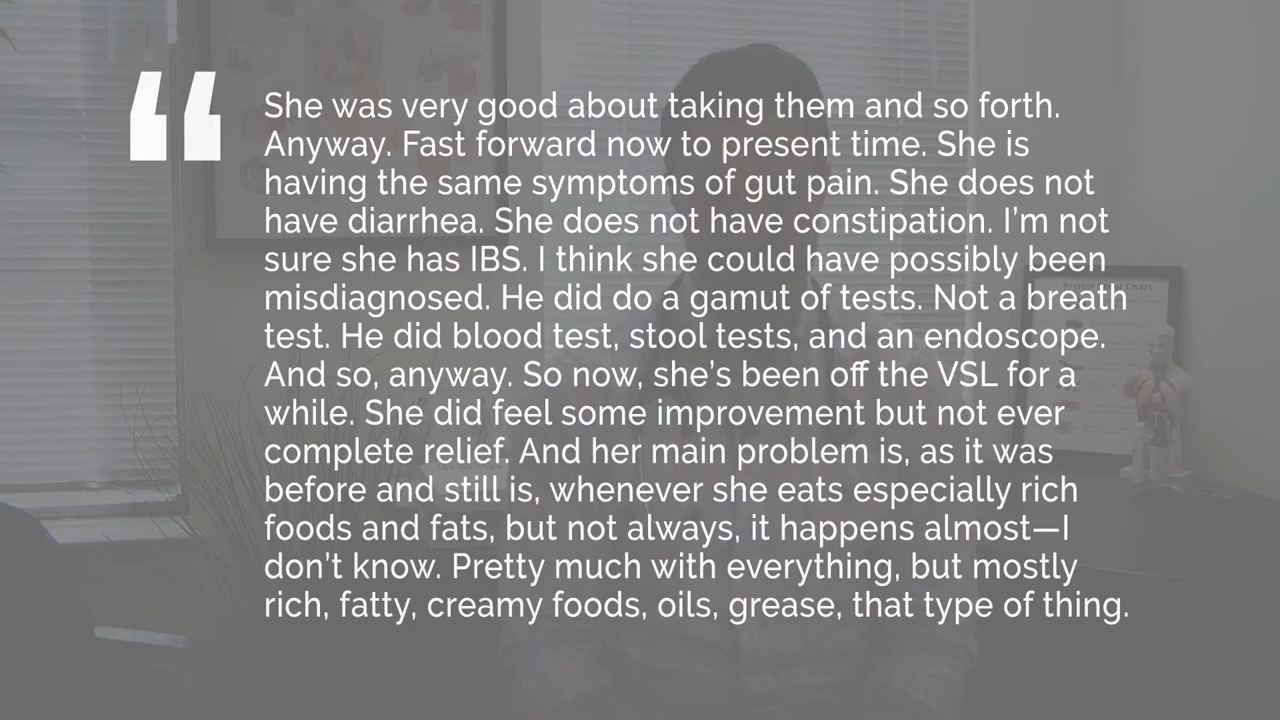 “
She was very good about taking them and so forth.
Anyway. Fast forward now to present time. She is
having the same symptoms of gut pain. She does not
have diarrhea. She does not have constipation. I’m not
sure she has IBS. I think she could have possibly been
misdiagnosed. He did do a gamut of tests. Not a breath
test. He did blood test, stool tests, and an endoscope.
And so, anyway. So now, she’s been off the VSL for a
while. She did feel some improvement but not ever
complete relief. And her main problem is, as it was
before and still is, whenever she eats especially rich
foods and fats, but not always, it happens almost—I
don’t know. Pretty much with everything, but mostly
rich, fatty, creamy foods, oils, grease, that type of thing.